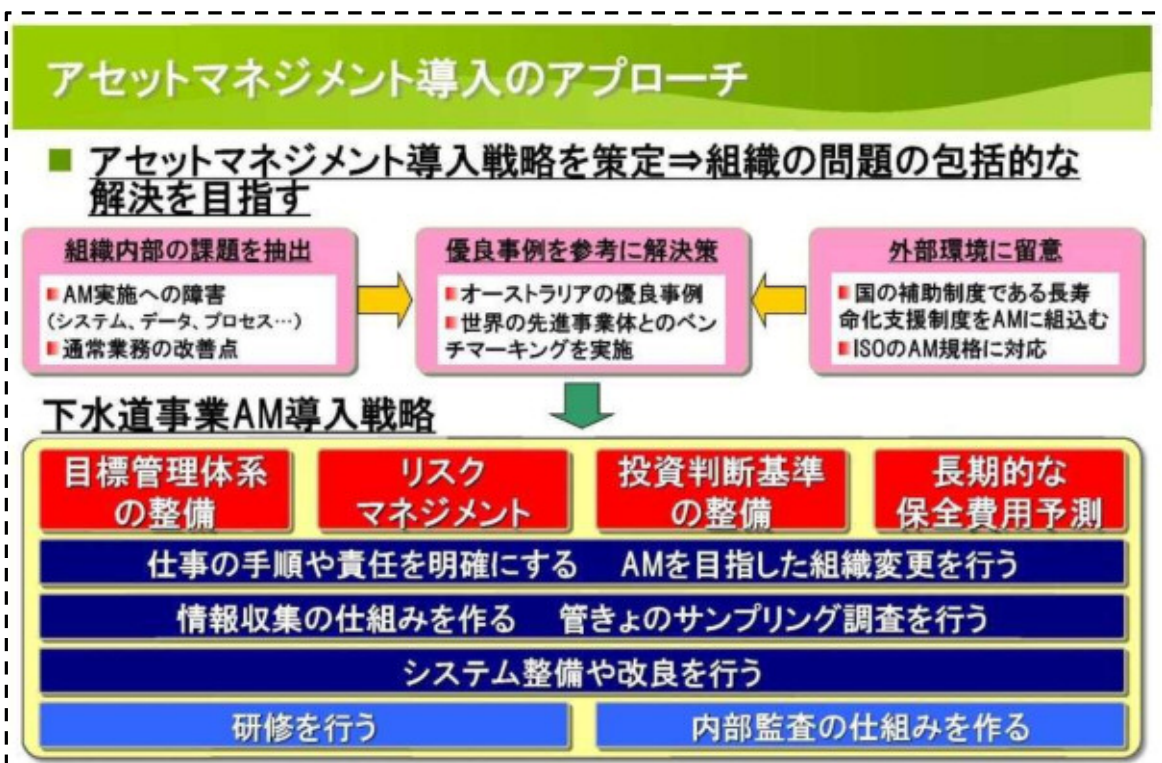 アセットマネジメント導入のアプローチ
■ アセットマネジメント導入戦略を策定⇒組織の問題の包括的な
解決を目指す
組織内部の課題を抽出
■AM実施への障害
(システム、データ、プロセス…)
■通常業務の改善点
優良事例を参考に解決策
■オーストラリアの優良事例
■世界の先進事業体とのベン
チマーキングを実施
外部環境に留意
■国の補助制度である長寿
命化支援制度をAMに組込む
■ISOのAM規格に対応
下水道事業AM導入戦略
目標管理体系
の整備
リスク
マネジメント
投資判断基準
の整備
長期的な
保全費用予測
仕事の手順や責任を明確にする AMを目指した組織変更を行う
情報収集の仕組みを作る 管きょのサンプリング調査を行う
システム整備や改良を行う
研修を行う
内部監査の仕組みを作る